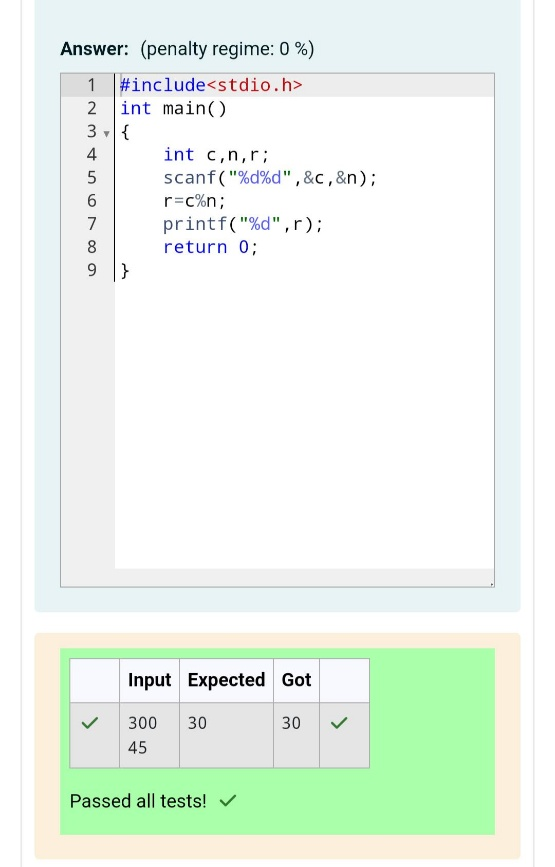 Answer: (penalty regime: 0 %)
1 #include<stdio.h>
2 int main()
3 {
4 int c,n,r;
5 scanf("%d%d",&c,&n);
6 r=c%n;
7 printf("%d",r);
8 return 0;
9 }
Input Expected Got
300 30 30
45
Passed all tests!